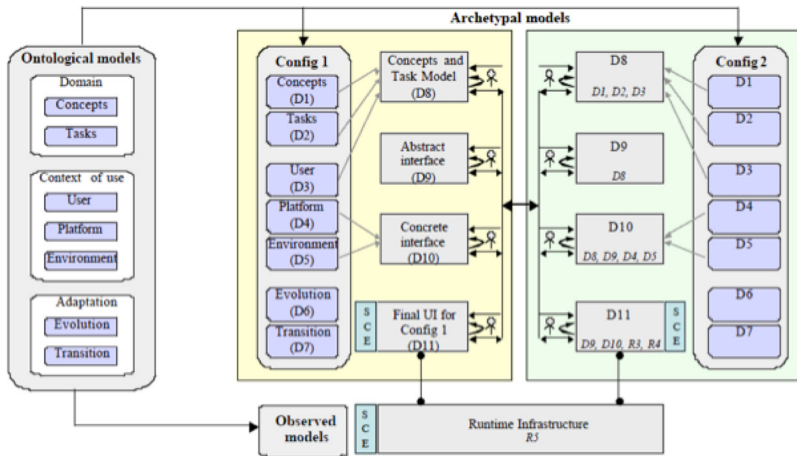 Archetypal models
Ontological models
Domain
Concepts
Tasks
Context of use
User
Platform
Environment
Adaptation
Evolution
Transition
Config 1
Concepts
(D1)
Tasks
(D2)
User
(D3)
Platform
(D4)
Environment
(D5)
Evolution
(D6)
Transition
(D7)
Concepts and
Task Model
(D8)
Abstract
interface
(D9)
Concrete
interface
(D10)
S
C
E
Final UI for
Config 1
(D11)
D8
D1, D2, D3
D9
D8
D10
D8, D9, D4, D5
D11
D9, D10, R3, R4
S
C
E
Config 2
D1
D2
D3
D4
D5
D6
D7
Observed
models
S
C
E
Runtime Infrastructure
R5